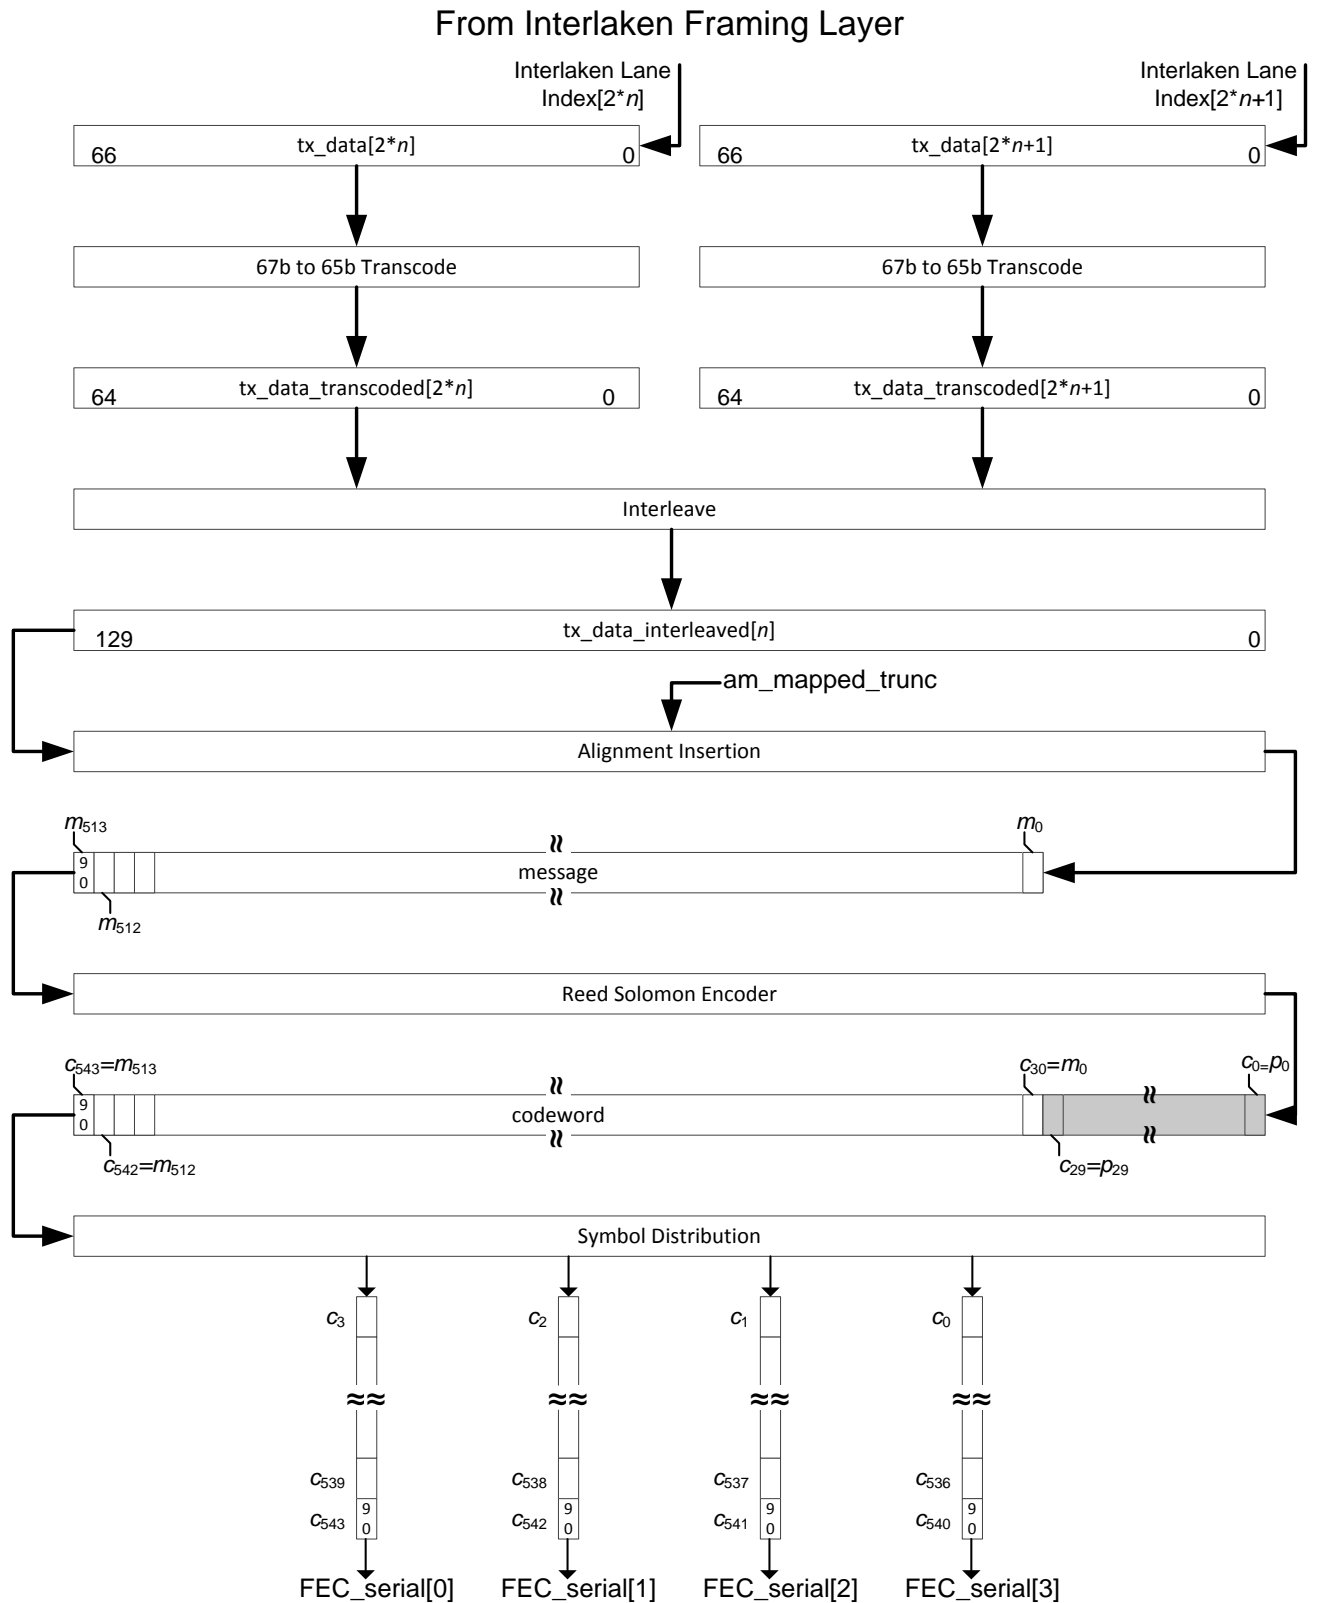 From Interlaken Framing Layer
Interlaken Lane
Index[2*n]
Interlaken Lane
Index[2*n+1]
66 tx_data[2*n] 0
66 tx_data[2*n+1] 0
67b to 65b Transcode
67b to 65b Transcode
64 tx_data_transcoded[2*n] 0
64 tx_data_transcoded[2*n+1] 0
Interleave
129 tx_data_interleaved[n] 0
am_mapped_trunc
Alignment Insertion
m513
m0
9
0
message
m512
Reed Solomon Encoder
c543=m513
c30=m0
c0=p0
9
0
codeword
c542=m512
c29=p29
Symbol Distribution
c3
c2
c1
c0
c539
c538
c537
c536
c543
9
0
c542
9
0
c541
9
0
c540
9
0
FEC_serial[0]
FEC_serial[1]
FEC_serial[2]
FEC_serial[3]